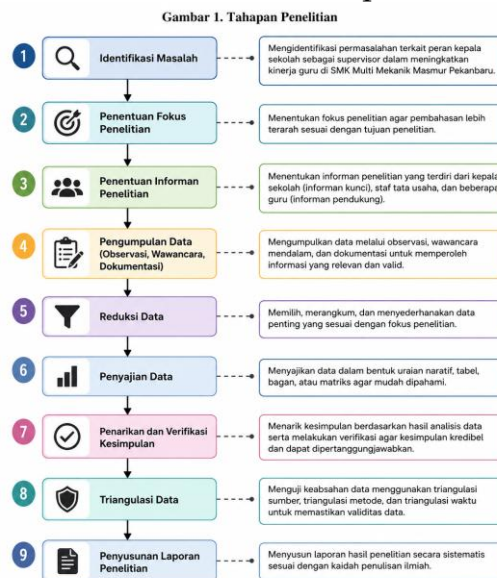 Gambar 1. Tahapan Penelitian
1
Identifikasi Masalah
Mengidentifikasi permasalahan terkait peran kepala
sekolah sebagai supervisor dalam meningkatkan
kinerja guru di SMK Multi Mekanik Masmur Pekanbaru.
2
Penentuan Fokus
Penelitian
Menentukan fokus penelitian agar pembahasan lebih
terarah sesuai dengan tujuan penelitian.
3
Penentuan Informan
Penelitian
Menentukan informan penelitian yang terdiri dari kepala
sekolah (informan kunci), staf tata usaha, dan beberapa
guru (informan pendukung).
4
Pengumpulan Data
(Observasi, Wawancara,
Dokumentasi)
Mengumpulkan data melalui observasi, wawancara
mendalam, dan dokumentasi untuk memperoleh
informasi yang relevan dan valid.
5
Reduksi Data
Memilih, merangkum, dan menyederhanakan data
penting yang sesuai dengan fokus penelitian.
6
Penyajian Data
Menyajikan data dalam bentuk uraian naratif, tabel,
bagan, atau matriks agar mudah dipahami.
7
Penarikan dan Verifikasi
Kesimpulan
Menarik kesimpulan berdasarkan hasil analisis data
serta melakukan verifikasi agar kesimpulan kredibel
dan dapat dipertanggungjawabkan.
8
Triangulasi Data
Menguji keabsahan data menggunakan triangulasi
sumber, triangulasi metode, dan triangulasi waktu
untuk memastikan validitas data.
9
Penyusunan Laporan
Penelitian
Menyusun laporan hasil penelitian secara sistematis
sesuai dengan kaidah penulisan ilmiah.